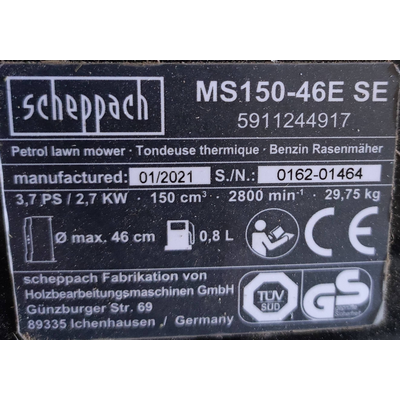 scheppach
MS150-46E SE
5911244917
Petrol lawn mower · Tondeuse thermique · Benzin Rasenmäher
manufactured: 01/2021 S./N.: 0162-01464
3,7 PS / 2,7 KW · 150 cm³ · 2800 min⁻¹ · 29,75 kg
Ø max. 46 cm 0,8 L
scheppach Fabrikation von
Holzbearbeitungsmaschinen GmbH
Günzburger Str. 69
89335 Ichenhausen / Germany
TÜV
SÜD
GS